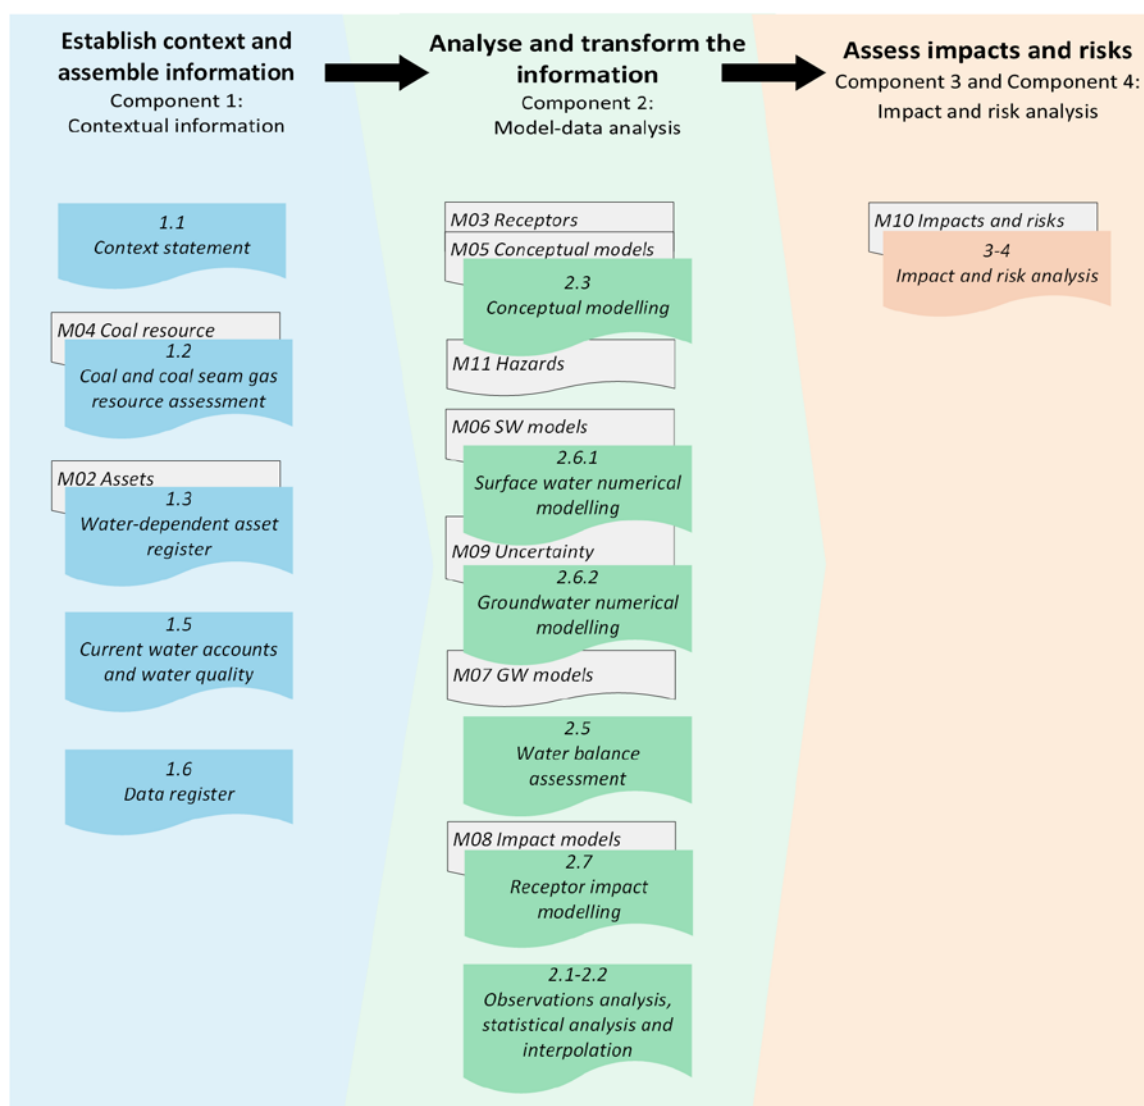 Establish context and
assemble information
Component 1:
Contextual information
Analyse and transform the
information
Component 2:
Model-data analysis
Assess impacts and risks
Component 3 and Component 4:
Impact and risk analysis
1.1
Context statement
M04 Coal resource
1.2
Coal and coal seam gas
resource assessment
M02 Assets
1.3
Water-dependent asset
register
1.5
Current water accounts
and water quality
1.6
Data register
M03 Receptors
M05 Conceptual models
2.3
Conceptual modelling
M11 Hazards
M06 SW models
2.6.1
Surface water numerical
modelling
M09 Uncertainty
2.6.2
Groundwater numerical
modelling
M07 GW models
2.5
Water balance
assessment
M08 Impact models
2.7
Receptor impact
modelling
2.1-2.2
Observations analysis,
statistical analysis and
interpolation
M10 Impacts and risks
3-4
Impact and risk analysis